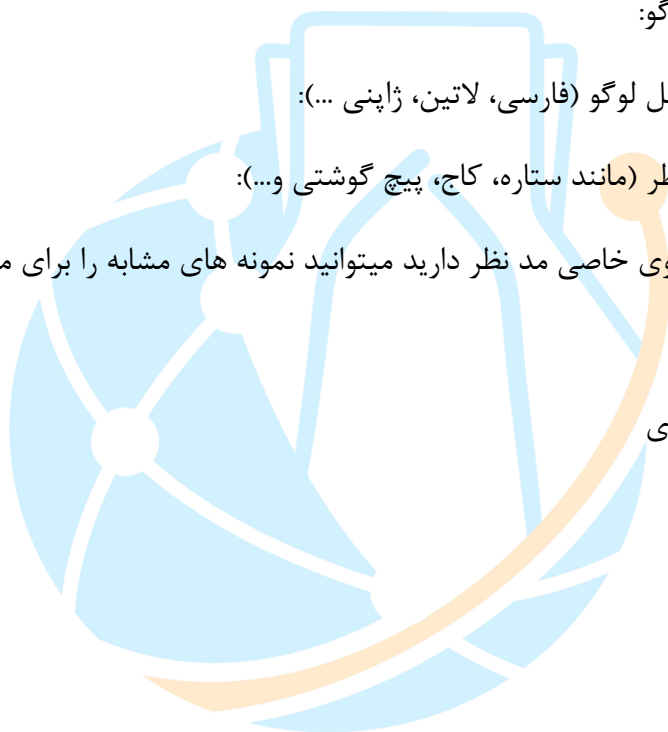 گو:
ل لوگو (فارسی، لاتین، ژاپنی ...):
ظر (مانند ستاره، کاج، پیچ گوشتی و...):
وی خاصی مد نظر دارید میتوانید نمونه های مشابه را برای م
ی